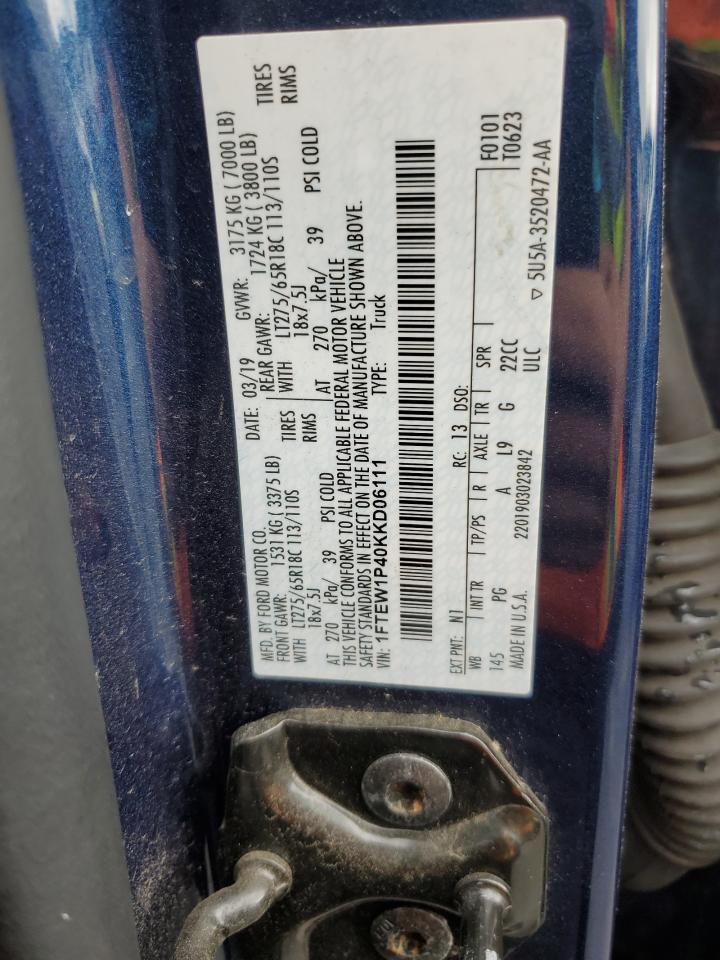 MFD. BY FORD MOTOR CO. DATE: 03/19 GVWR: 3175 KG ( 7000 LB)
FRONT GAWR: 1531 KG ( 3375 LB) REAR GAWR: 1724 KG ( 3800 LB)
WITH LT275/65R18C 113/110S TIRES WITH LT275/65R18C 113/110S TIRES
18x7.5J RIMS 18x7.5J RIMS
AT 270 kPa/ 39 PSI COLD AT 270 kPa/ 39 PSI COLD
THIS VEHICLE CONFORMS TO ALL APPLICABLE FEDERAL MOTOR VEHICLE
SAFETY STANDARDS IN EFFECT ON THE DATE OF MANUFACTURE SHOWN ABOVE.
VIN: 1FTEW1P40KKD06111 TYPE: Truck
EXT PNT: N1 RC: 13 DSO:
WB INT TR TP/PS R AXLE TR SPR F0101
145 PG A L9 G 22CC T0623
MADE IN U.S.A. 2201903023842 ULC
▽ 5U5A-3520472-AA